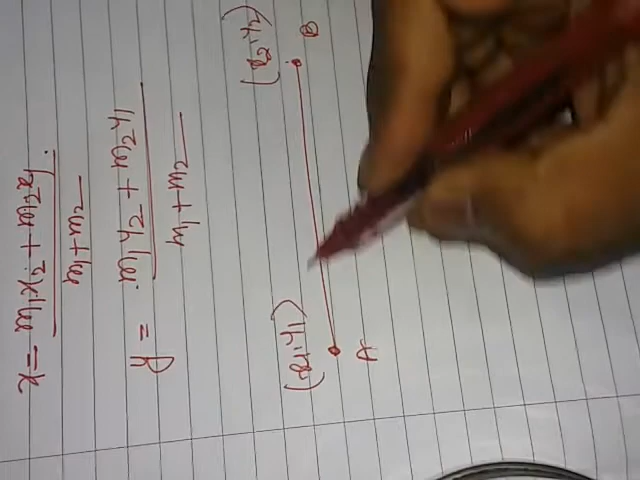 x = m₁x₂ + m₂x₁
m₁ + m₂
y = m₁y₂ + m₂y₁
m₁ + m₂
(x₁, y₁) (x₂, y₂)
A B